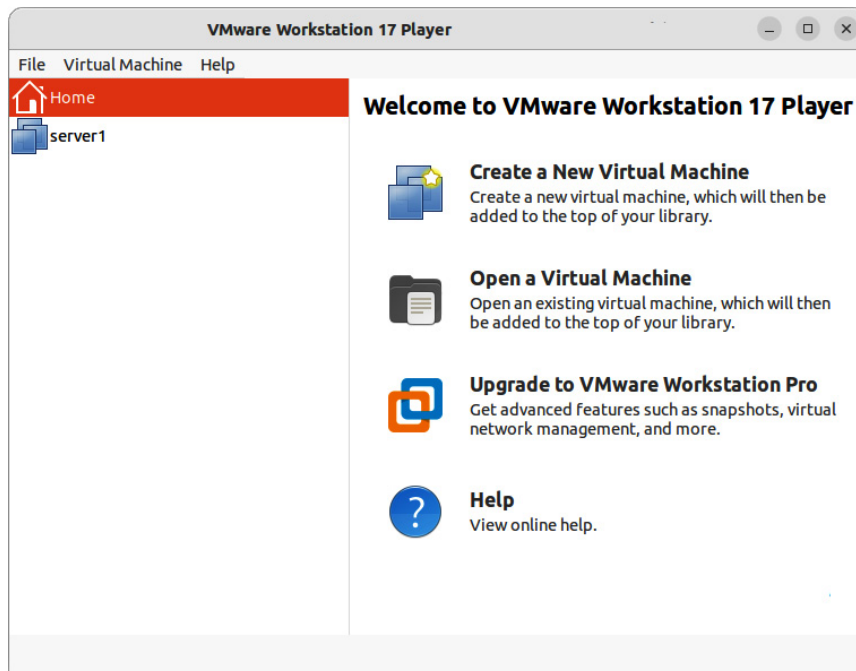 VMware Workstation 17 Player
File Virtual Machine Help
Home
server1
Welcome to VMware Workstation 17 Player
Create a New Virtual Machine
Create a new virtual machine, which will then be
added to the top of your library.
Open a Virtual Machine
Open an existing virtual machine, which will then
be added to the top of your library.
Upgrade to VMware Workstation Pro
Get advanced features such as snapshots, virtual
network management, and more.
?
Help
View online help.